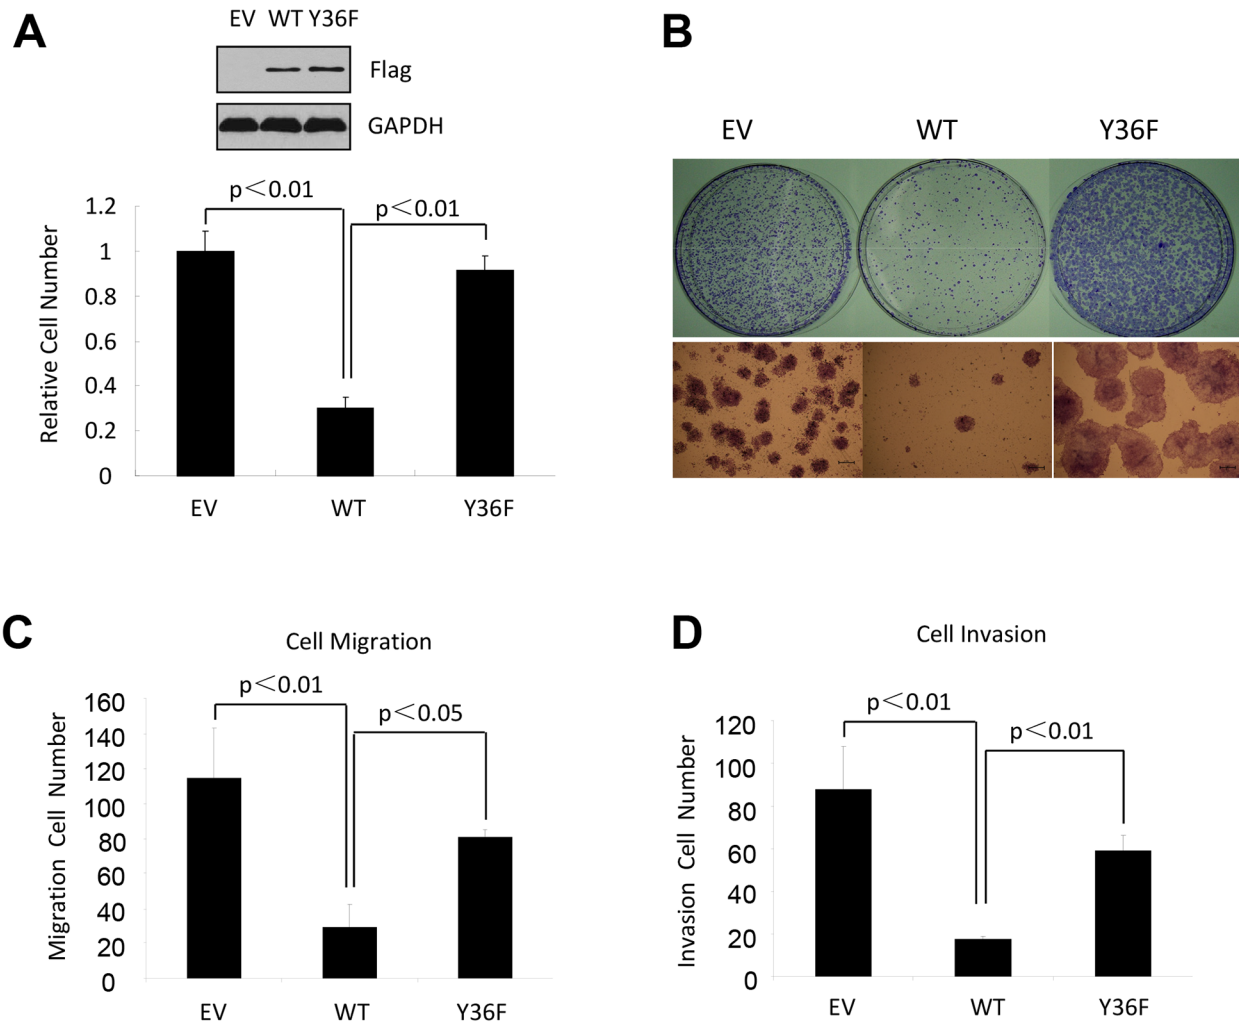 A
EV WT Y36F
Flag
GAPDH
p<0.01
p<0.01
Relative Cell Number
1.2
1
0.8
0.6
0.4
0.2
0
EV WT Y36F
B
EV WT Y36F
C
Cell Migration
p<0.01
p<0.05
Migration Cell Number
160
140
120
100
80
60
40
20
0
EV WT Y36F
D
Cell Invasion
p<0.01
p<0.01
Invasion Cell Number
120
100
80
60
40
20
0
EV WT Y36F